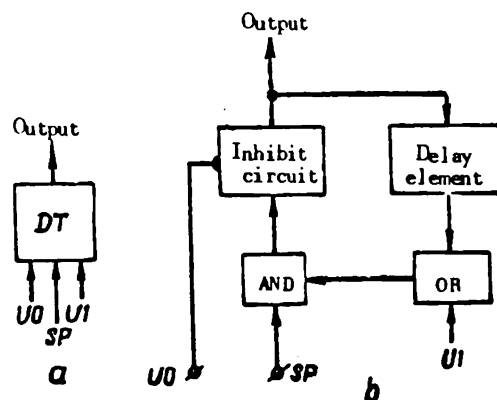 Output
DT
U0
SP
U1
a
Output
Inhibit
circuit
Delay
element
AND
OR
U0
SP
U1
b